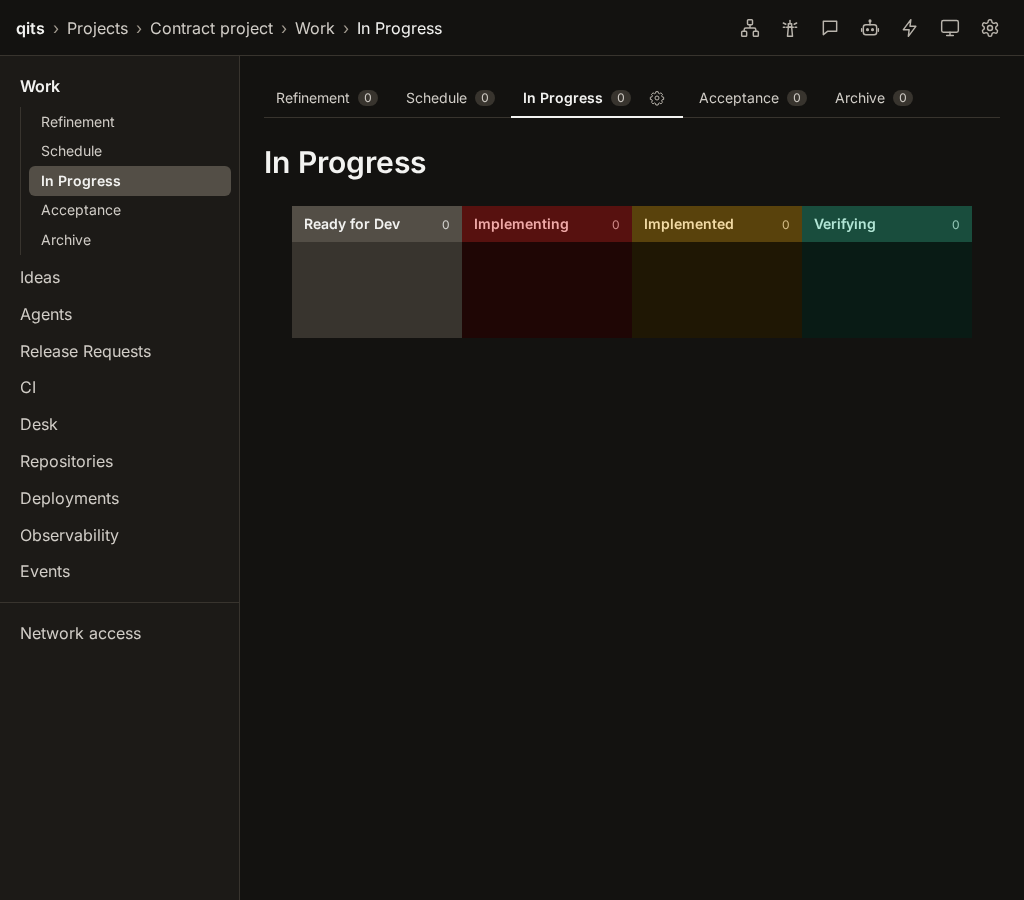 qits › Projects › Contract project › Work › In Progress
Work
Refinement
Schedule
In Progress
Acceptance
Archive
Ideas
Agents
Release Requests
CI
Desk
Repositories
Deployments
Observability
Events
Network access
Refinement 0 Schedule 0 In Progress 0 Acceptance 0 Archive 0
In Progress
Ready for Dev 0 Implementing 0 Implemented 0 Verifying 0